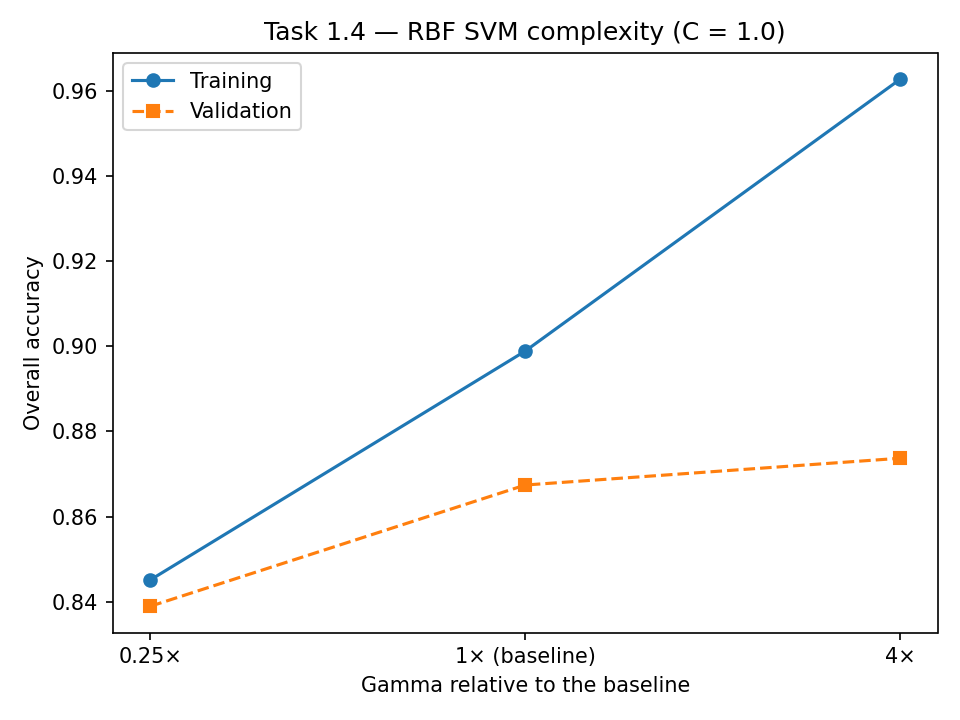 Task 1.4 — RBF SVM complexity (C = 1.0)
Training
Validation
0.96
0.94
0.92
0.90
0.88
0.86
0.84
Overall accuracy
0.25×
1× (baseline)
4×
Gamma relative to the baseline